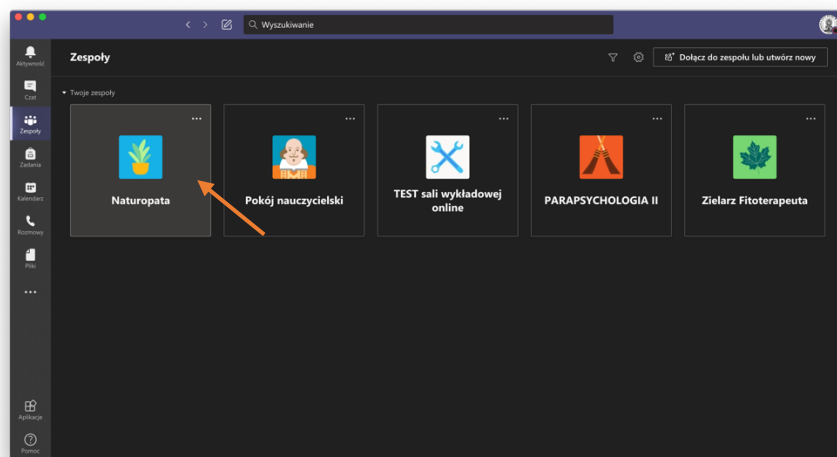 Wyszukiwanie
Aktywność
Czat
Zespoły
Zadania
Kalendarz
Rozmowy
Pliki
Aplikacje
Pomoc
Zespoły
Dołącz do zespołu lub utwórz nowy
Twoje zespoły
Naturopata
Pokój nauczycielski
TEST sali wykładowej
online
PARAPSYCHOLOGIA II
Zielarz Fitoterapeuta